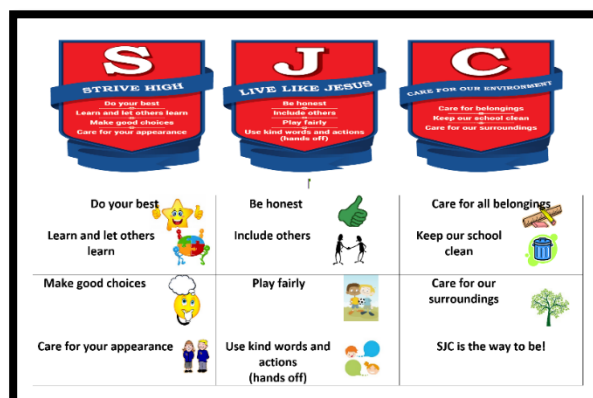 S
STRIVE HIGH
Do your best
Learn and let others learn
Make good choices
Care for your appearance
J
LIVE LIKE JESUS
Be honest
Include others
Play fairly
Use kind words and actions
(hands off)
C
CARE FOR OUR ENVIRONMENT
Care for belongings
Keep our school clean
Care for our surroundings
Do your best
Learn and let others
learn
Be honest
Include others
Care for all belongings
Keep our school
clean
Make good choices
Care for your appearance
Play fairly
Use kind words and
actions
(hands off)
Care for our
surroundings
SJC is the way to be!